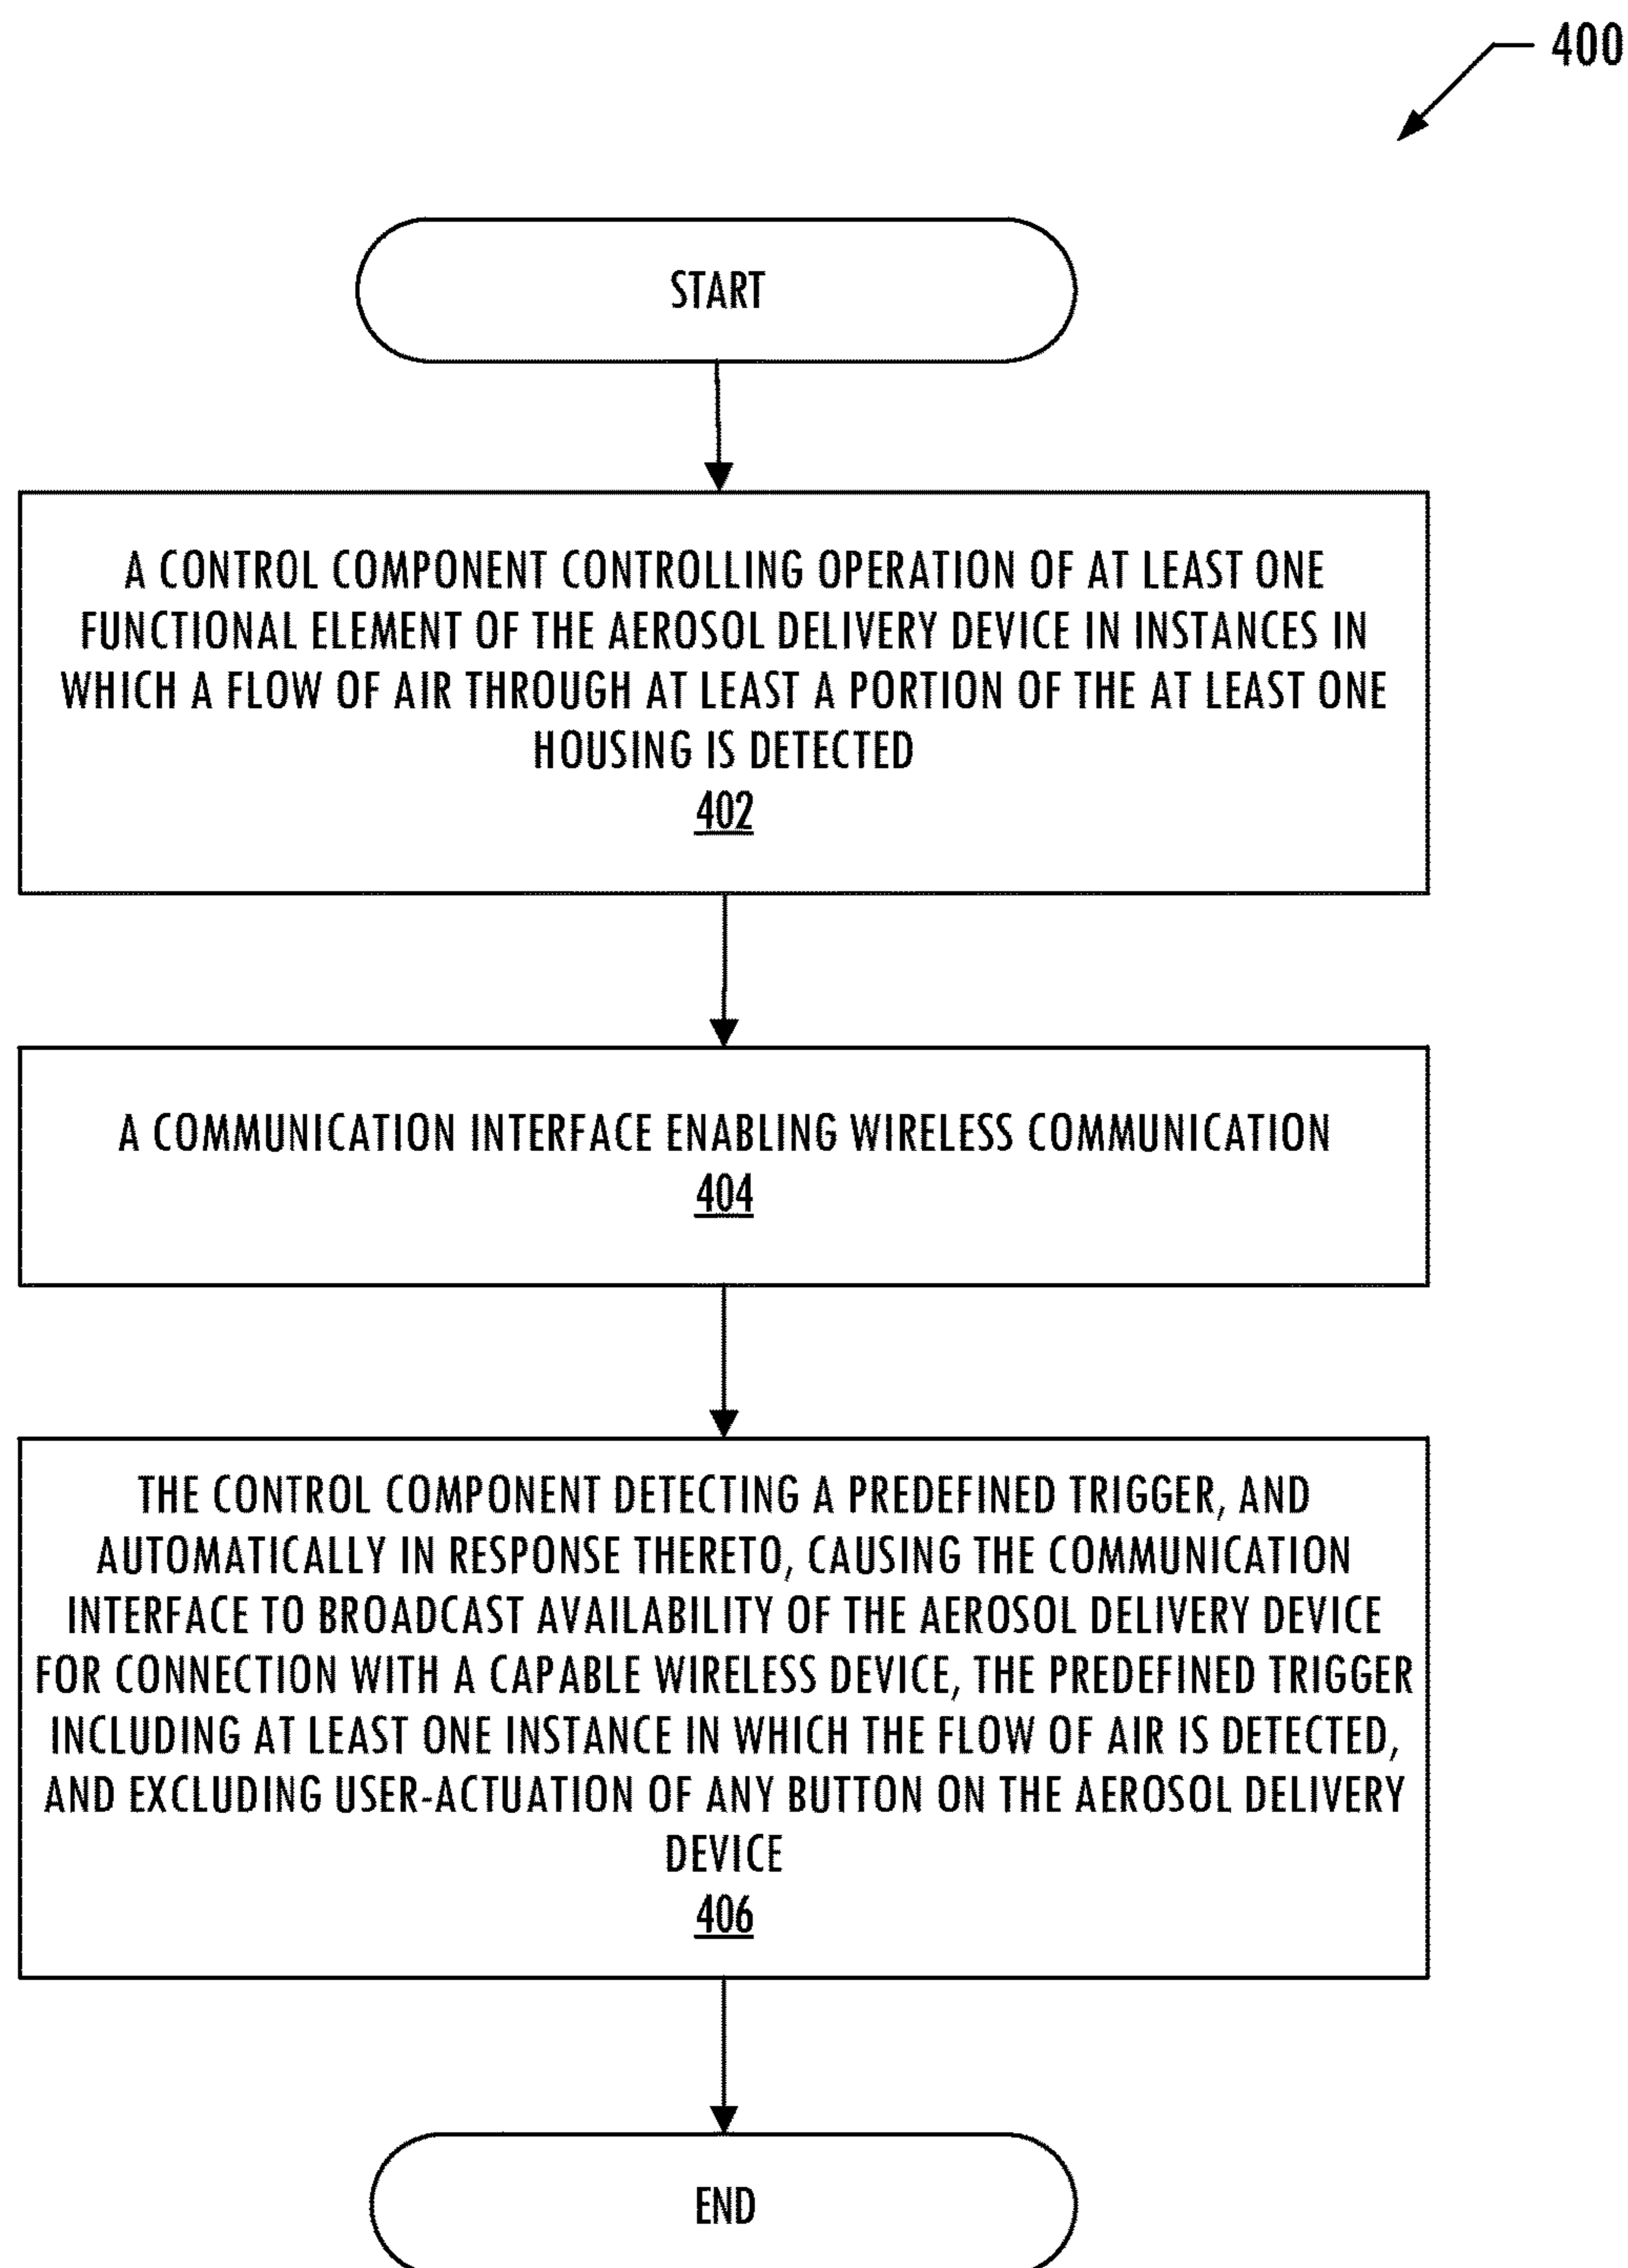 400
START
A CONTROL COMPONENT CONTROLLING OPERATION OF AT LEAST ONE
FUNCTIONAL ELEMENT OF THE AEROSOL DELIVERY DEVICE IN INSTANCES IN
WHICH A FLOW OF AIR THROUGH AT LEAST A PORTION OF THE AT LEAST ONE
HOUSING IS DETECTED
402
A COMMUNICATION INTERFACE ENABLING WIRELESS COMMUNICATION
404
THE CONTROL COMPONENT DETECTING A PREDEFINED TRIGGER, AND
AUTOMATICALLY IN RESPONSE THERETO, CAUSING THE COMMUNICATION
INTERFACE TO BROADCAST AVAILABILITY OF THE AEROSOL DELIVERY DEVICE
FOR CONNECTION WITH A CAPABLE WIRELESS DEVICE, THE PREDEFINED TRIGGER
INCLUDING AT LEAST ONE INSTANCE IN WHICH THE FLOW OF AIR IS DETECTED,
AND EXCLUDING USER-ACTUATION OF ANY BUTTON ON THE AEROSOL DELIVERY
DEVICE
406
END